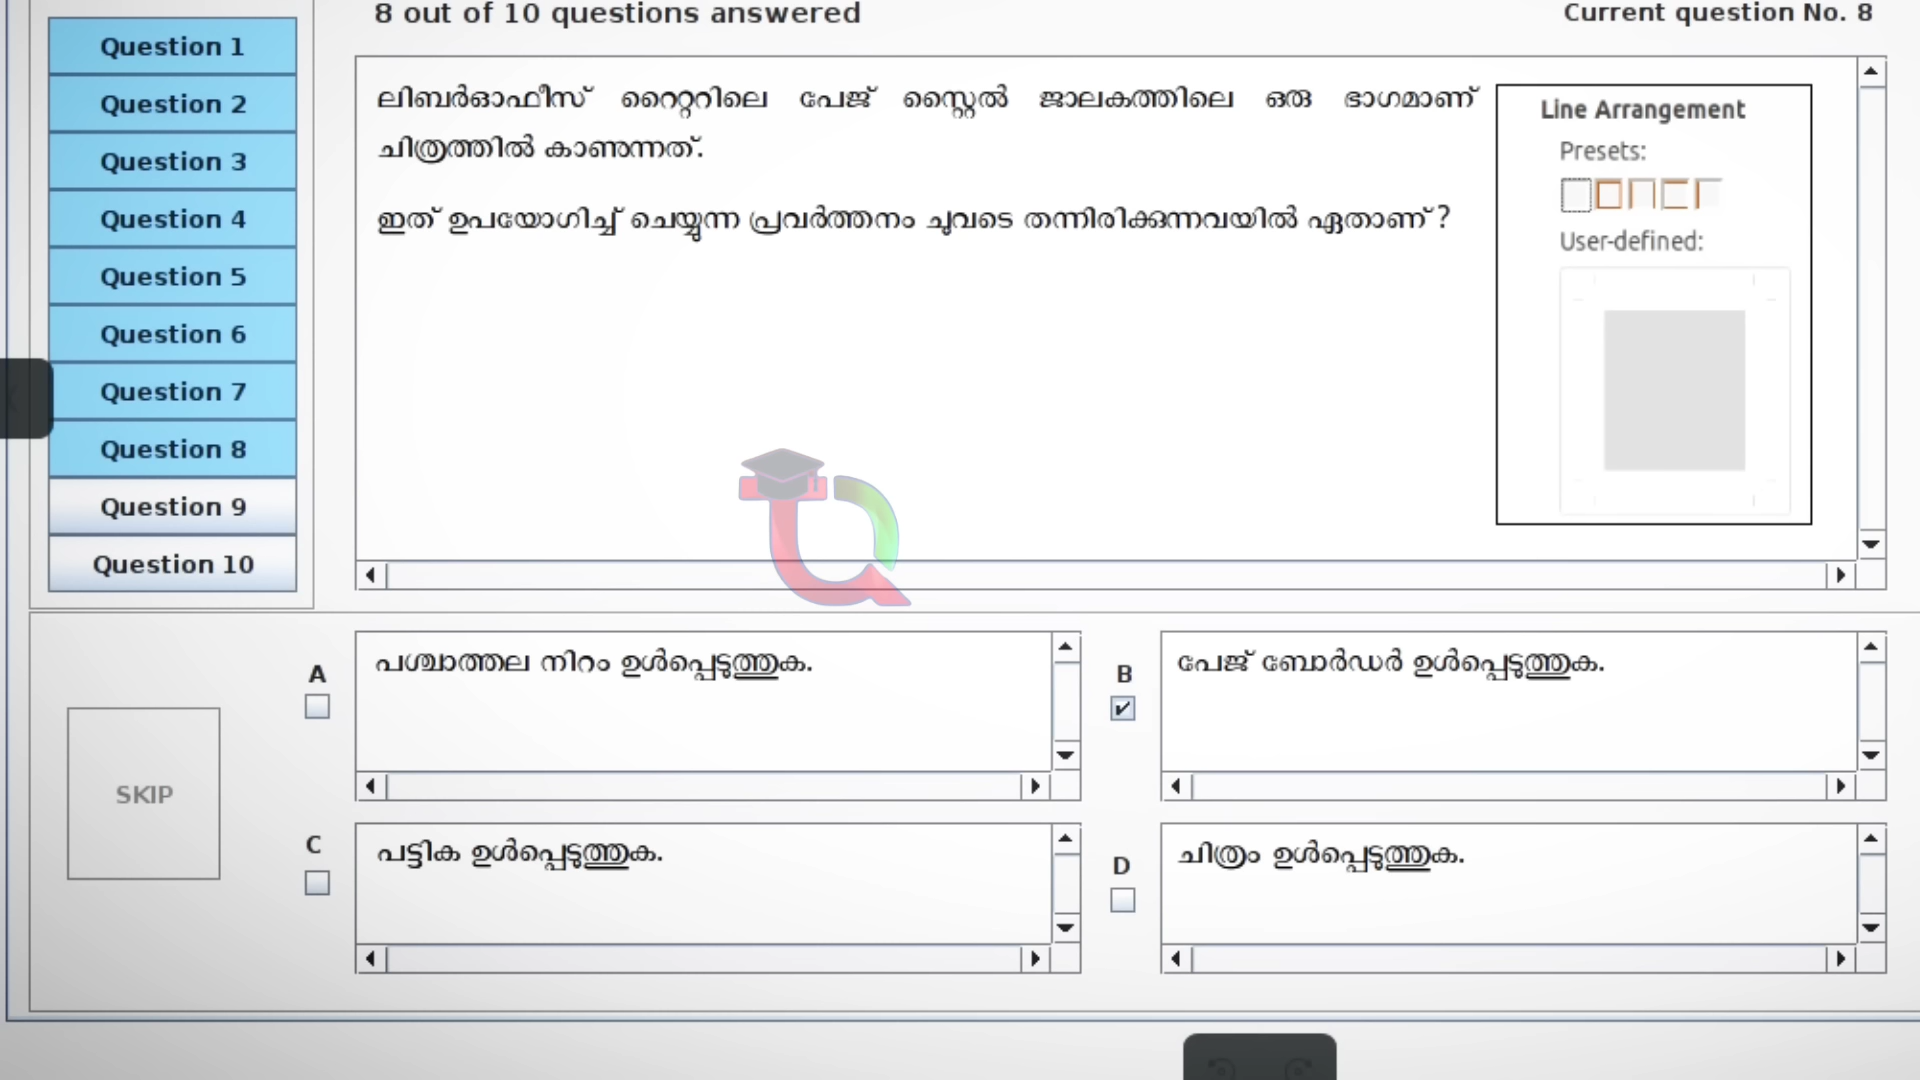 8 out of 10 questions answered
Current question No. 8
Question 1
Question 2
Question 3
Question 4
Question 5
Question 6
Question 7
Question 8
Question 9
Question 10
ലിബർഓഫീസ് റൈറ്ററിലെ പേജ് സ്റ്റൈൽ ജാലകത്തിലെ ഒരു ഭാഗമാണ്
ചിത്രത്തിൽ കാണുന്നത്.
ഇത് ഉപയോഗിച്ച് ചെയ്യുന്ന പ്രവർത്തനം ചുവടെ തന്നിരിക്കുന്നവയിൽ ഏതാണ് ?
Line Arrangement
Presets:
User-defined:
SKIP
A
പശ്ചാത്തല നിറം ഉൾപ്പെടുത്തുക.
B
പേജ് ബോർഡർ ഉൾപ്പെടുത്തുക.
C
പട്ടിക ഉൾപ്പെടുത്തുക.
D
ചിത്രം ഉൾപ്പെടുത്തുക.